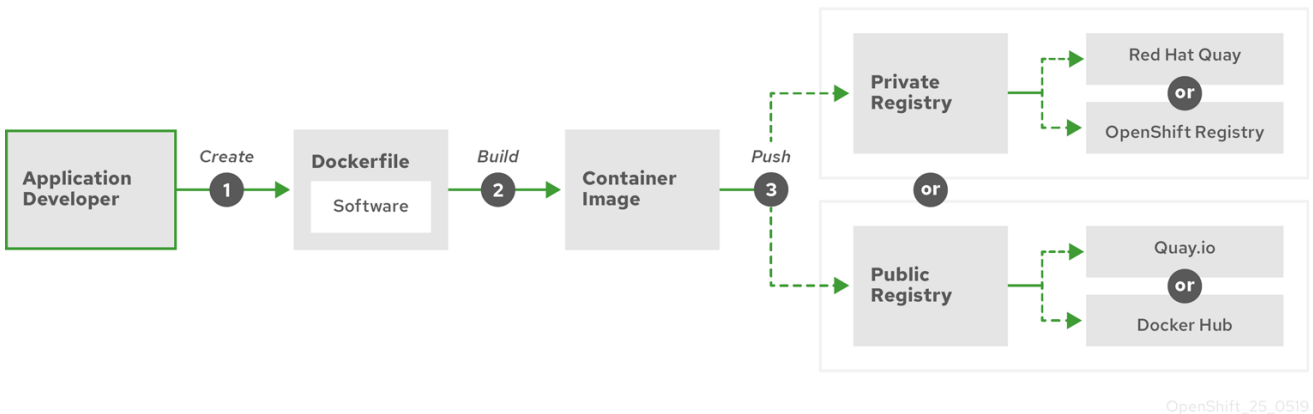 Application
Developer
Create
1
Dockerfile
Software
Build
2
Container
Image
Push
3
Private
Registry
Red Hat Quay
or
OpenShift Registry
or
Public
Registry
Quay.io
or
Docker Hub
OpenShift_25_0519